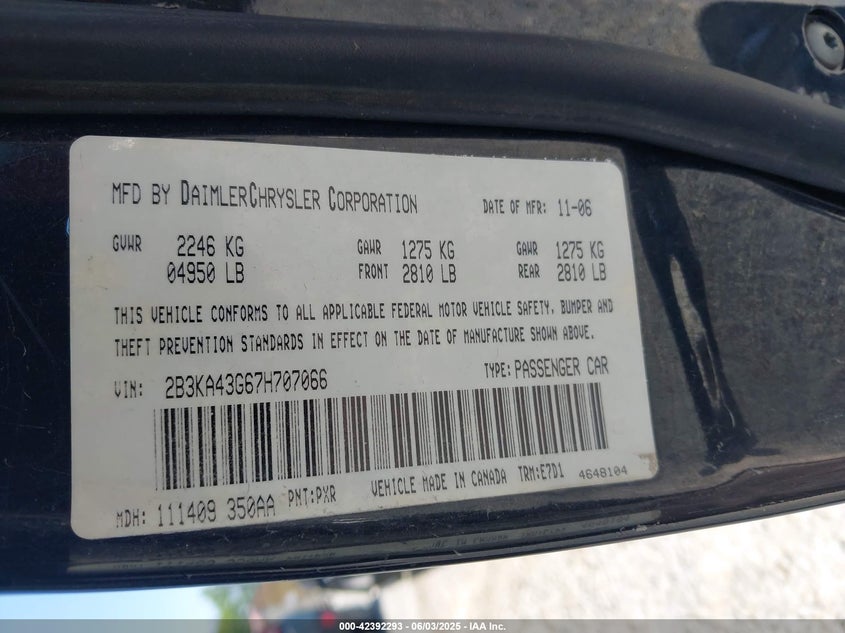 MFD BY DAIMLERCHRYSLER CORPORATION DATE OF MFR: 11-06
GVWR 2246 KG GAWR 1275 KG GAWR 1275 KG
04950 LB FRONT 2810 LB REAR 2810 LB
THIS VEHICLE CONFORMS TO ALL APPLICABLE FEDERAL MOTOR VEHICLE SAFETY, BUMPER AND
THEFT PREVENTION STANDARDS IN EFFECT ON THE DATE OF MANUFACTURE SHOWN ABOVE.
VIN: 2B3KA43G67H707066 TYPE: PASSENGER CAR
MDH: 111409 350AA PNT:PXR VEHICLE MADE IN CANADA TRM:E7D1 4648104
000-42392293 - 06/03/2025 - IAA Inc.